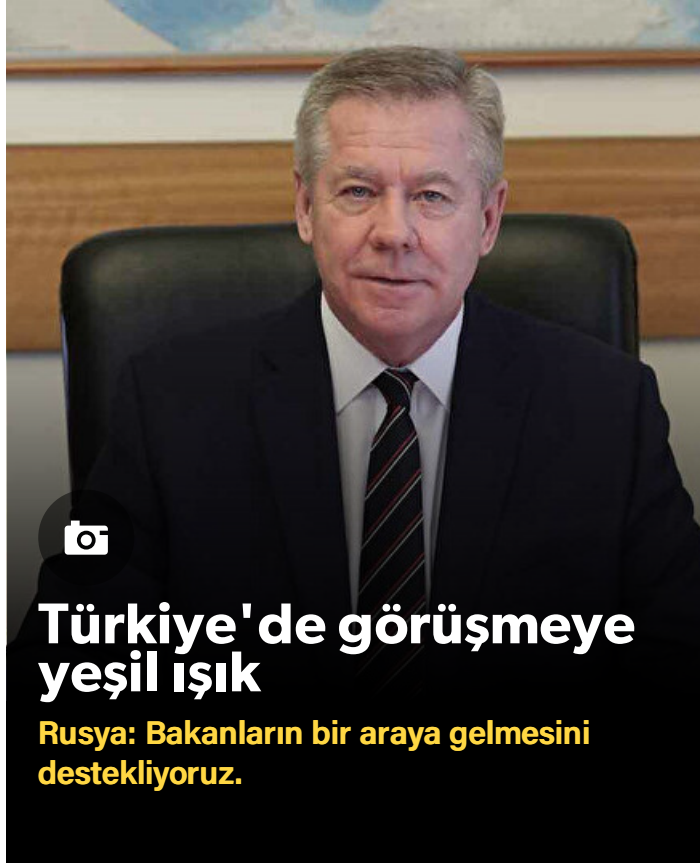 Türkiye'de görüşmeye
yeşil ışık
Rusya: Bakanların bir araya gelmesini
destekliyoruz.